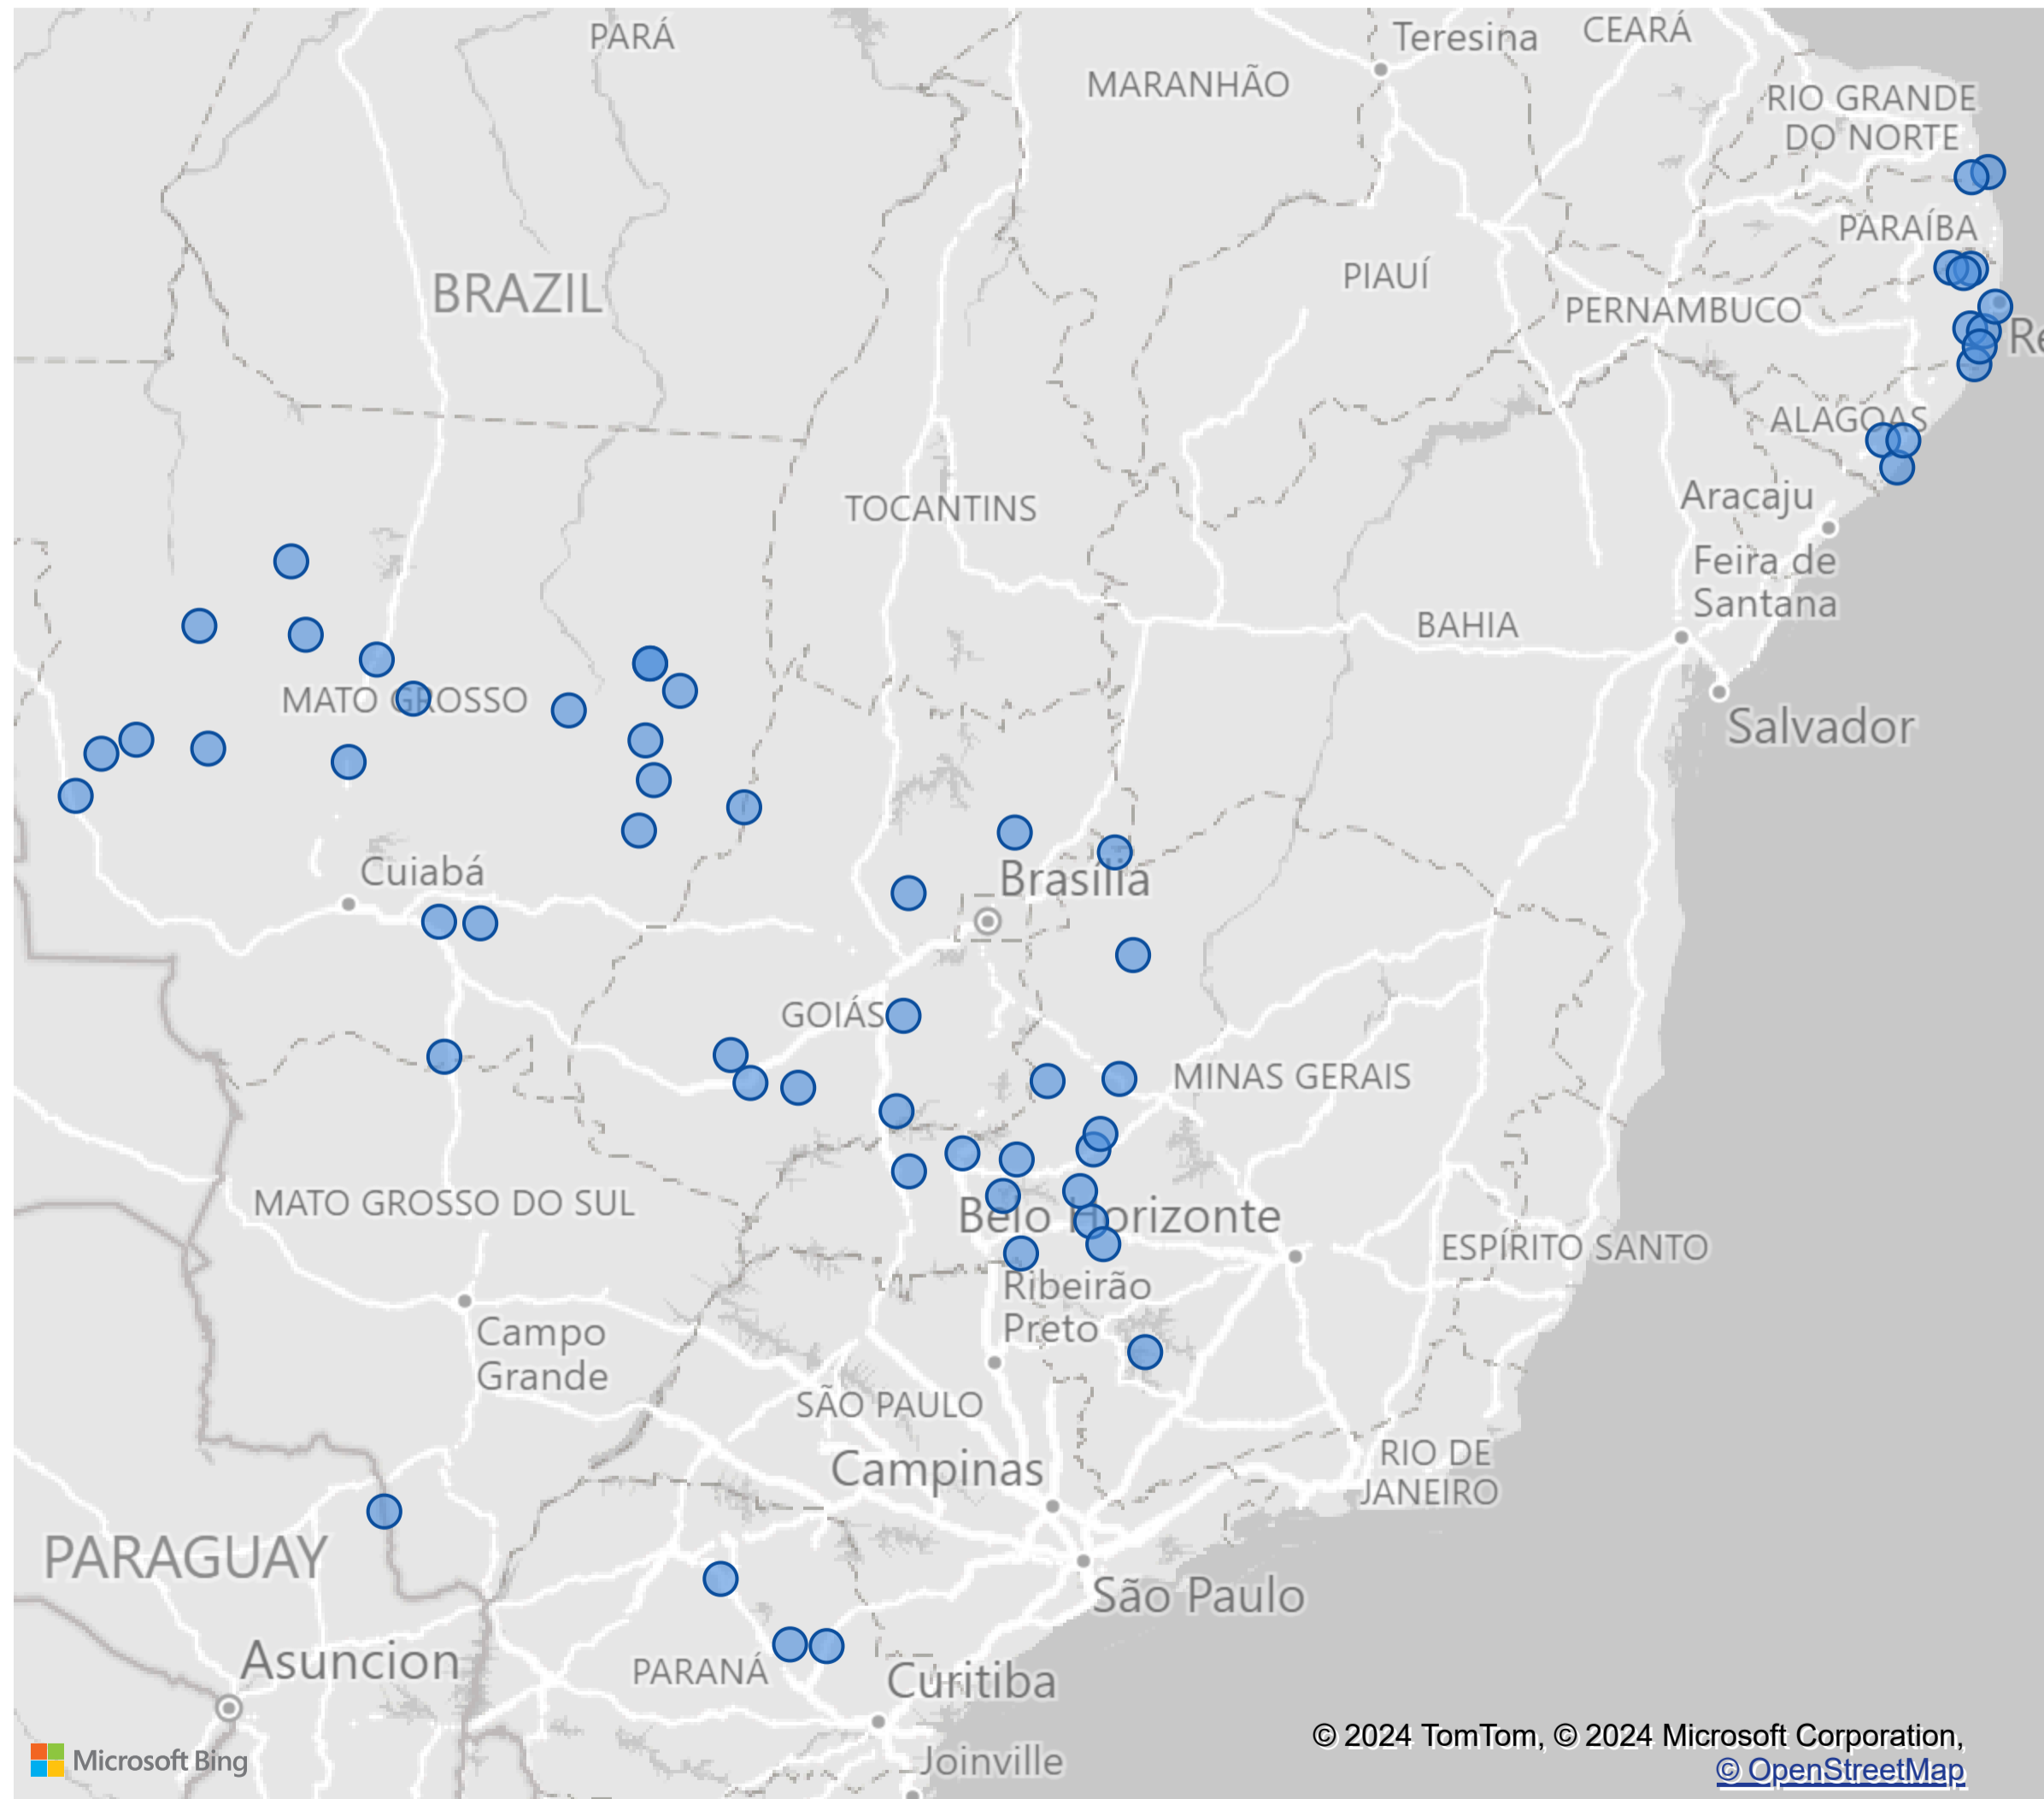 PARÁ
Teresina
CEARÁ
MARANHÃO
RIO GRANDE
DO NORTE
PARAÍBA
BRAZIL
PIAUÍ
PERNAMBUCO
Re
ALAGOAS
TOCANTINS
Aracaju
Feira de
Santana
BAHIA
MATO GROSSO
Salvador
Cuiabá
Brasília
GOIÁS
MINAS GERAIS
MATO GROSSO DO SUL
Belo Horizonte
ESPÍRITO SANTO
Ribeirão
Preto
Campo
Grande
SÃO PAULO
Campinas
RIO DE
JANEIRO
PARAGUAY
São Paulo
Asuncion
PARANÁ
Curitiba
Joinville
Microsoft Bing
© 2024 TomTom, © 2024 Microsoft Corporation,
© OpenStreetMap